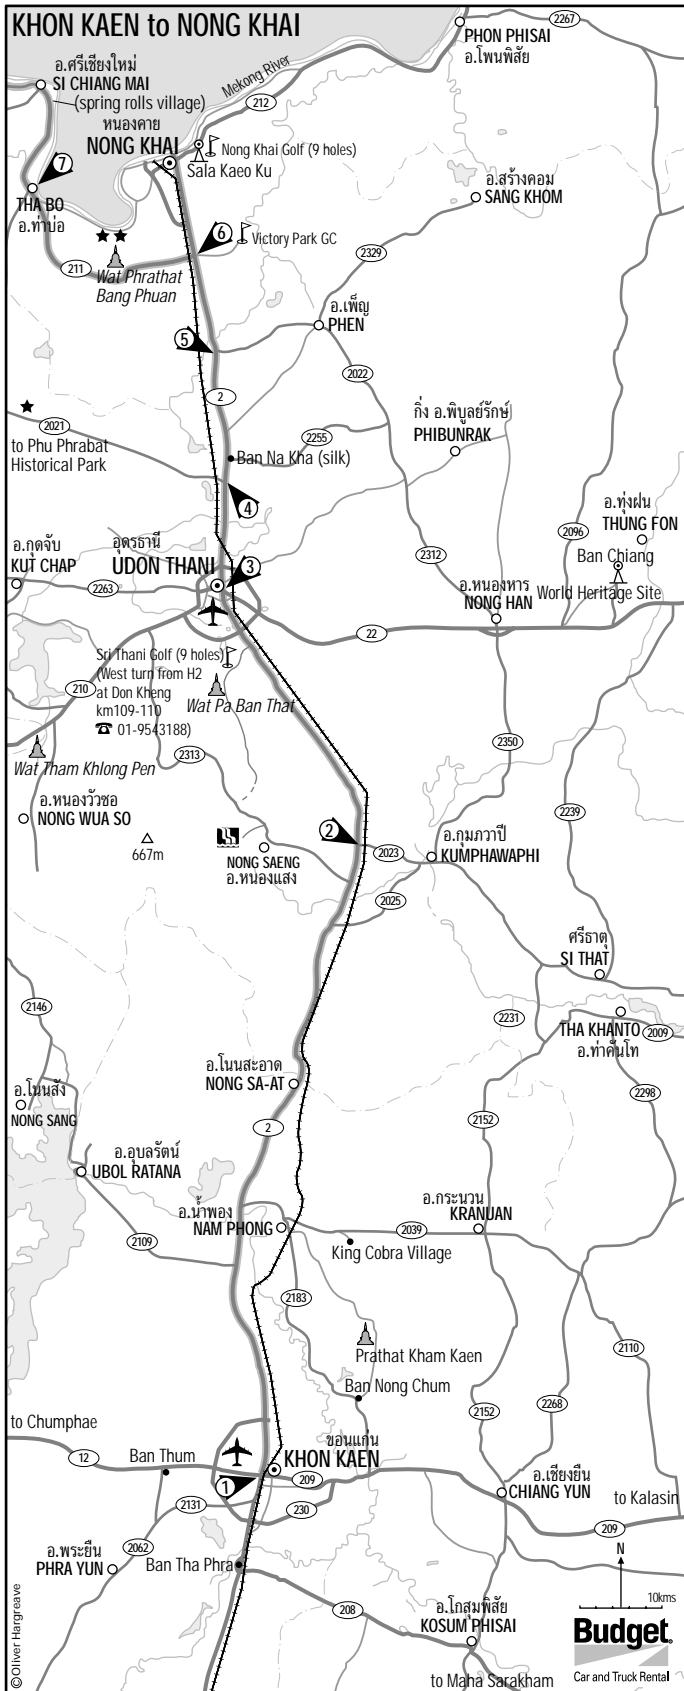 KHON KAEN to NONG KHAI
2267
PHON PHISAI
อ.โพนพิสัย
อ.ศรีเชียงใหม่
SI CHIANG MAI
(spring rolls village)
Mekong River
212
หนองคาย
NONG KHAI
Nong Khai Golf (9 holes)
Sala Kaeo Ku
7
THA BO
อ.ท่าบ่อ
อ.สร้างคอม
SANG KHOM
6
Victory Park GC
2329
211
Wat Phrathat
Bang Phuan
อ.เพ็ญ
PHEN
5
2022
2
2021
to Phu Phrabat
Historical Park
2255
กิ่ง อ.พิบูลย์รักษ์
PHIBUNRAK
Ban Na Kha (silk)
4
อ.ทุ่งฝน
THUNG FON
2096
อ.กุดจับ
KUT CHAP
อุดรธานี
UDON THANI
3
2312
Ban Chiang
World Heritage Site
2263
อ.หนองหาร
NONG HAN
22
Sri Thani Golf (9 holes)
(West turn from H2
at Don Kheng
km109-110
☎ 01-9543188)
210
Wat Pa Ban That
Wat Tham Khlong Pen
2313
2350
2239
อ.หนองวัวซอ
NONG WUA SO
667m
2
NONG SAENG
อ.หนองแสง
2023
อ.กุมภวาปี
KUMPHAWAPHI
2025
ศรีธาตุ
SI THAT
2146
2231
THA KHANTO
อ.ท่าคันโท
2009
อ.โนนสะอาด
NONG SA-AT
อ.โนนสัง
NONG SANG
2298
2152
2
อ.อุบลรัตน์
UBOL RATANA
อ.น้ำพอง
NAM PHONG
อ.กระนวน
KRANUAN
2039
2109
King Cobra Village
2183
Prathat Kham Kaen
2110
Ban Nong Chum
2152
2268
to Chumphae
12
Ban Thum
ขอนแก่น
KHON KAEN
1
209
อ.เชียงยืน
CHIANG YUN
to Kalasin
2131
230
209
2062
อ.พระยืน
PHRA YUN
Ban Tha Phra
N
10kms
208
อ.โกสุมพิสัย
KOSUM PHISAI
to Maha Sarakham
Budget
Car and Truck Rental
©Oliver Hargreave